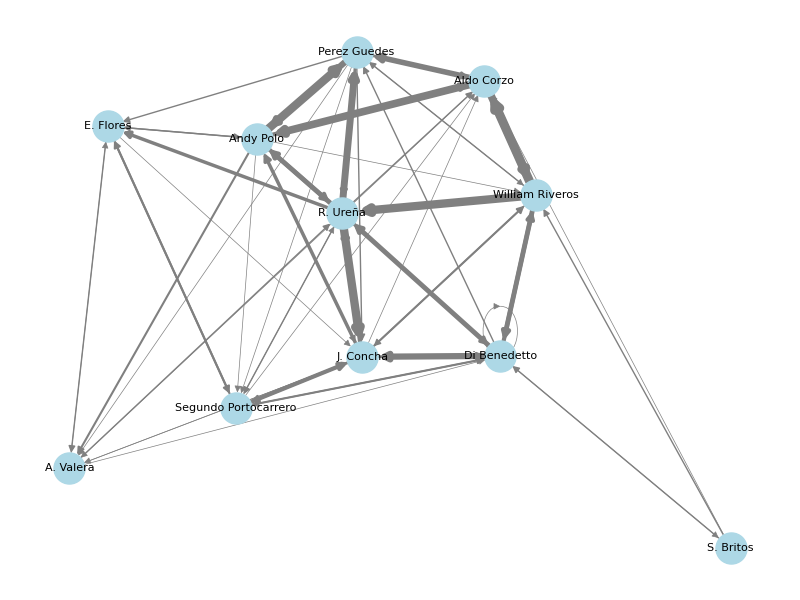 Perez Guedes
Aldo Corzo
E. Flores
Andy Polo
William Riveros
R. Ureña
J. Concha
Di Benedetto
Segundo Portocarrero
A. Valera
S. Britos